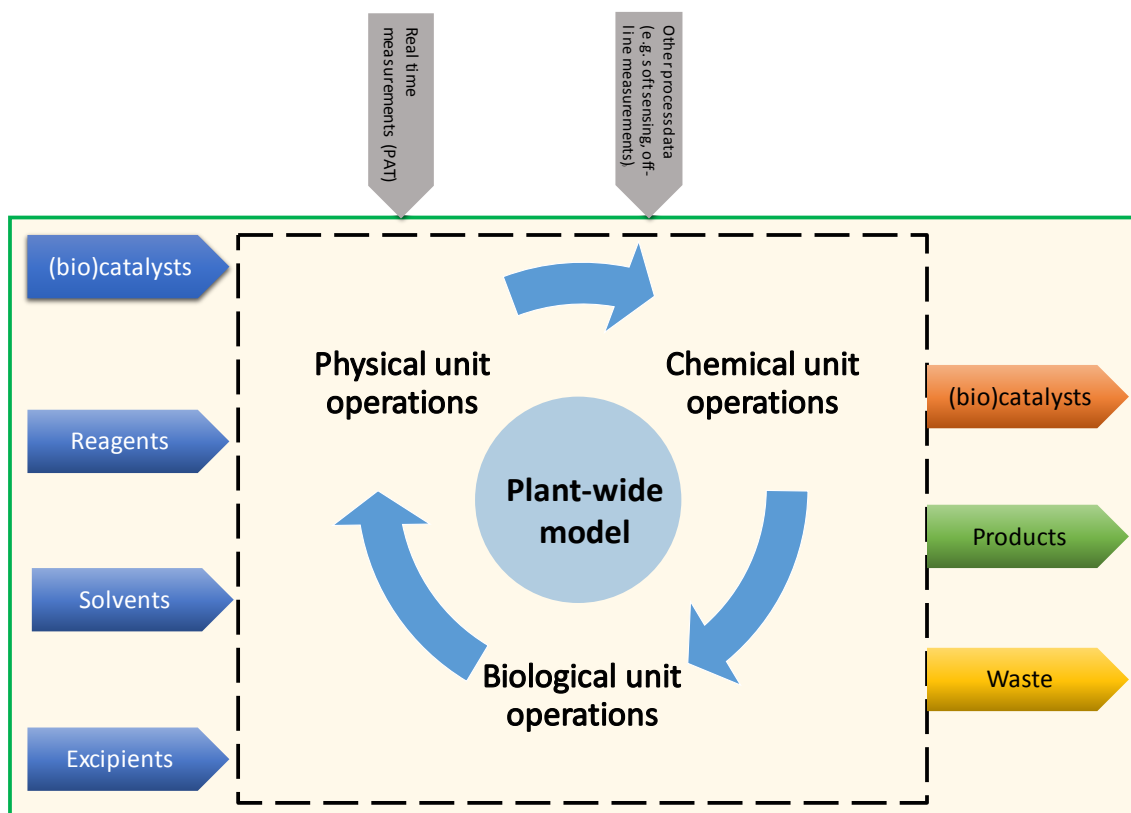 Real time
measurements (PAT)
Other process data
(e.g. soft sensing, off-
line measurements)
(bio)catalysts
Reagents
Solvents
Excipients
Physical unit
operations
Chemical unit
operations
Plant-wide
model
Biological unit
operations
(bio)catalysts
Products
Waste